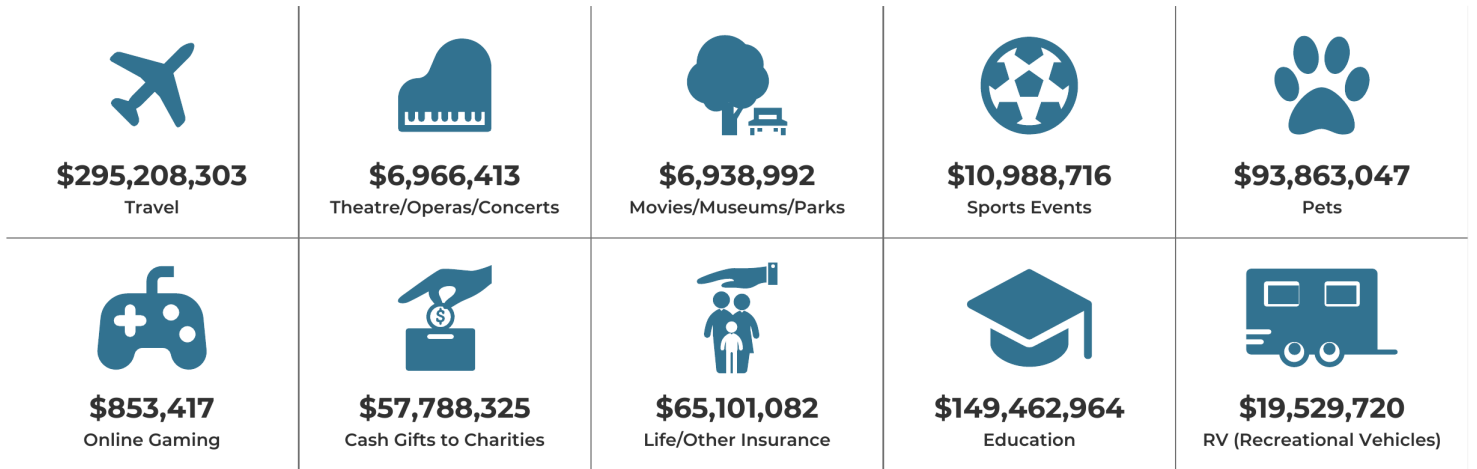 $295,208,303
Travel
$6,966,413
Theatre/Operas/Concerts
$6,938,992
Movies/Museums/Parks
$10,988,716
Sports Events
$93,863,047
Pets
$853,417
Online Gaming
$
$57,788,325
Cash Gifts to Charities
$65,101,082
Life/Other Insurance
$149,462,964
Education
$19,529,720
RV (Recreational Vehicles)